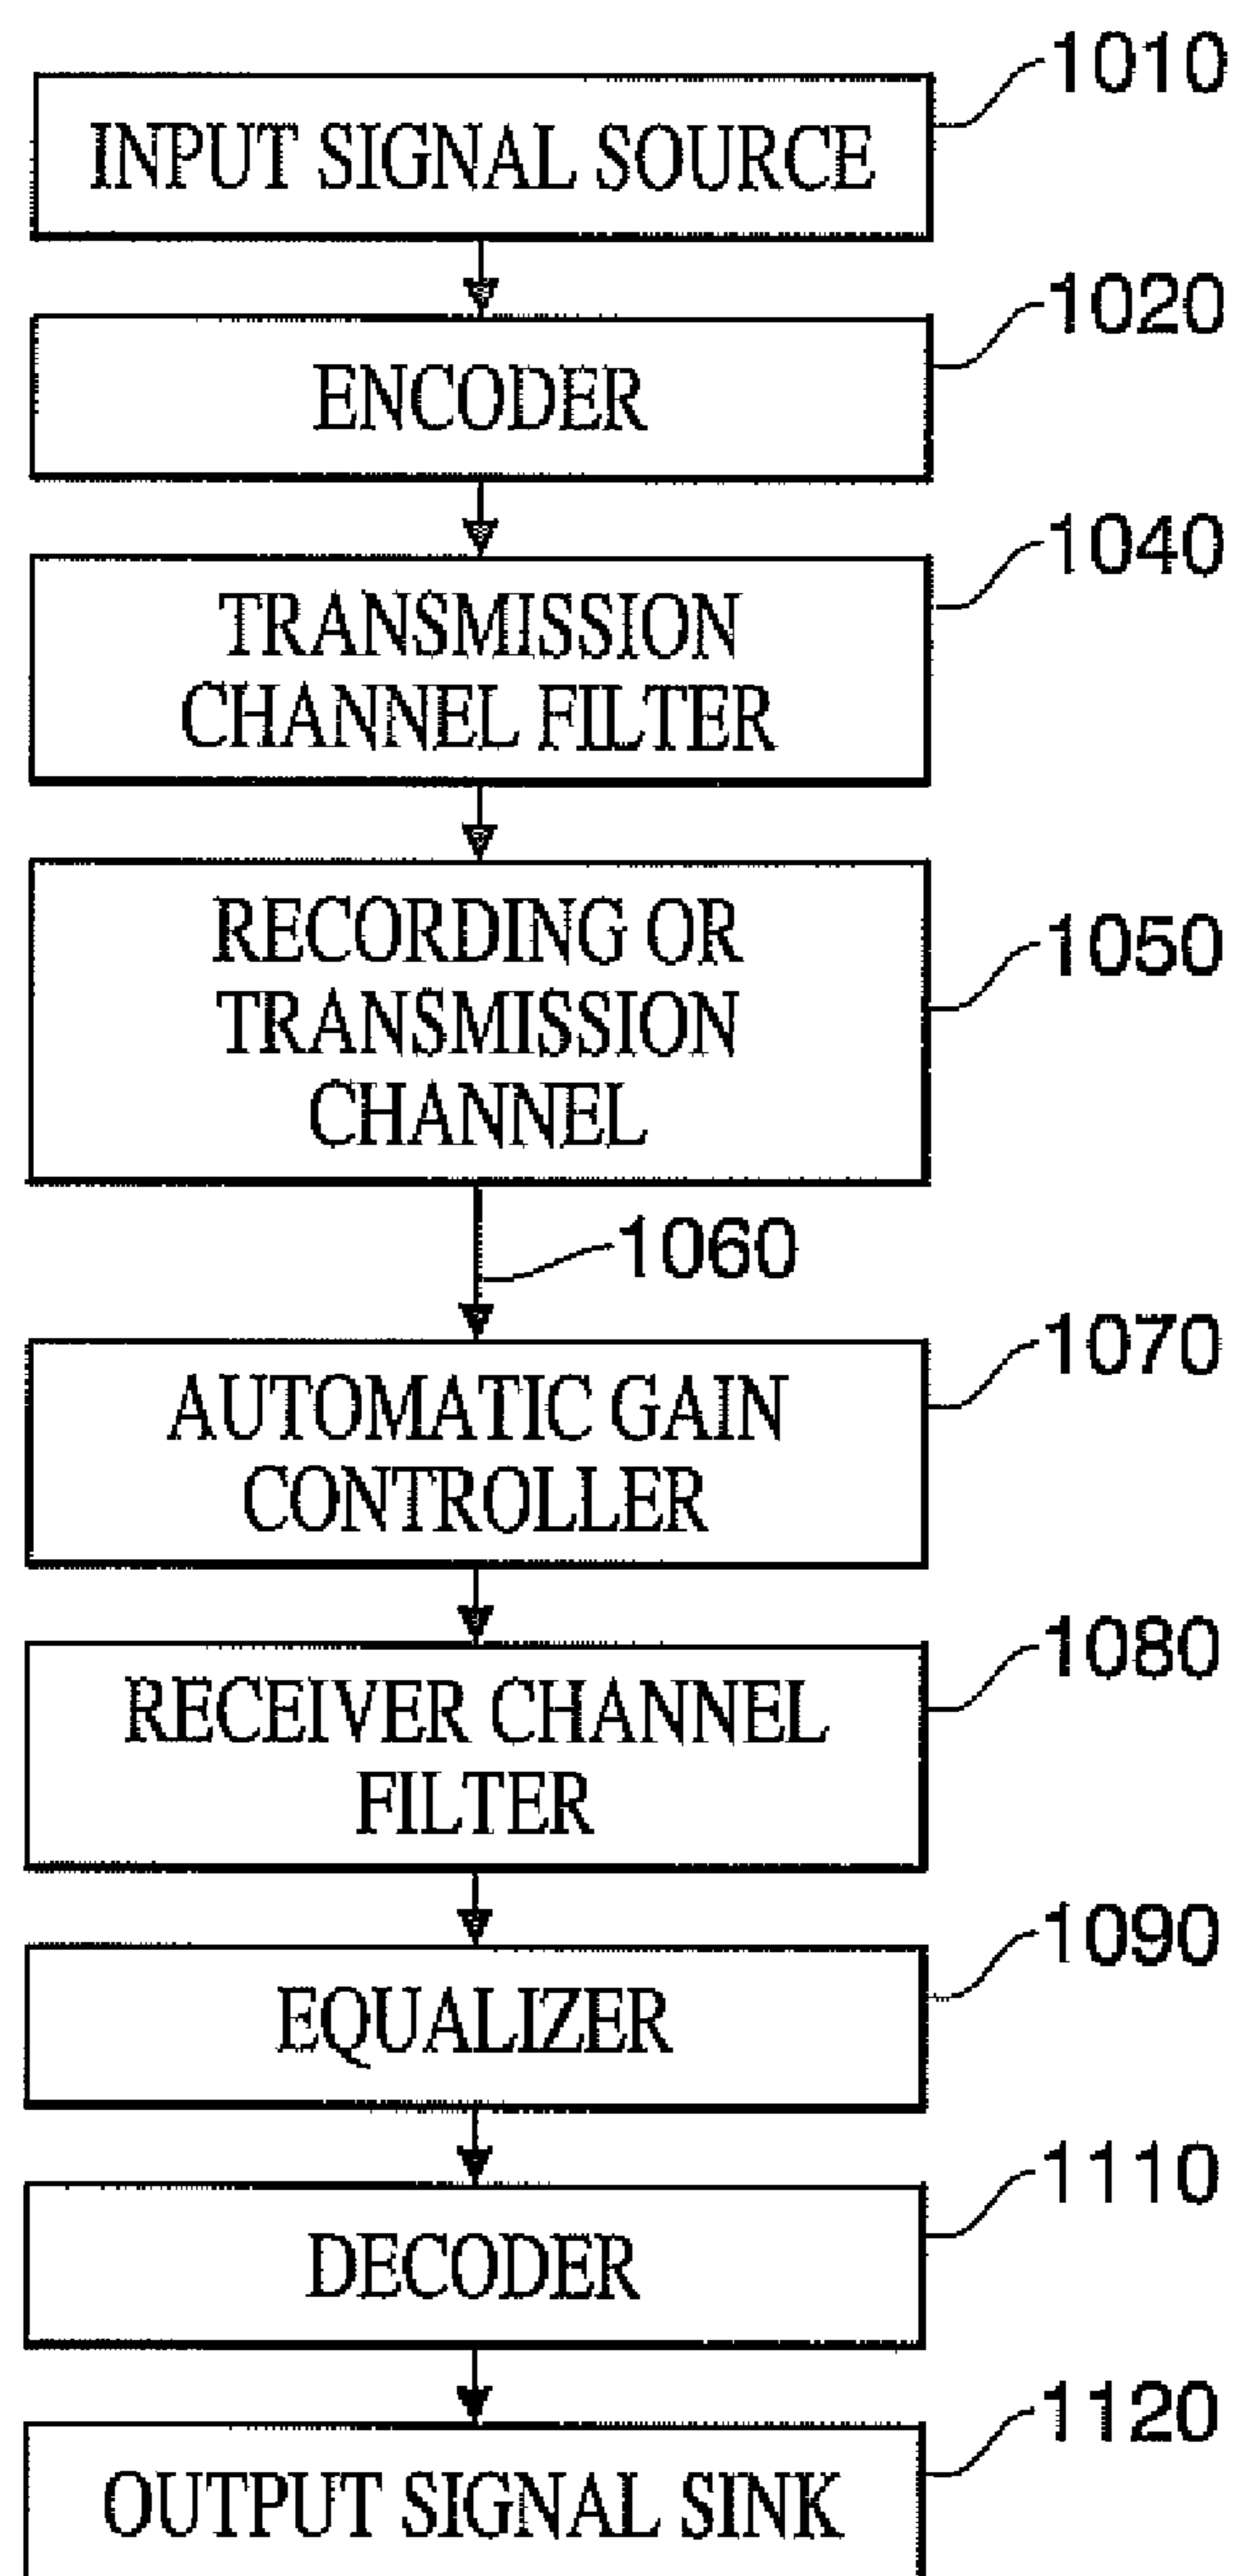 1010
INPUT SIGNAL SOURCE
1020
ENCODER
1040
TRANSMISSION
CHANNEL FILTER
1050
RECORDING OR
TRANSMISSION
CHANNEL
1060
1070
AUTOMATIC GAIN
CONTROLLER
1080
RECEIVER CHANNEL
FILTER
1090
EQUALIZER
1110
DECODER
1120
OUTPUT SIGNAL SINK